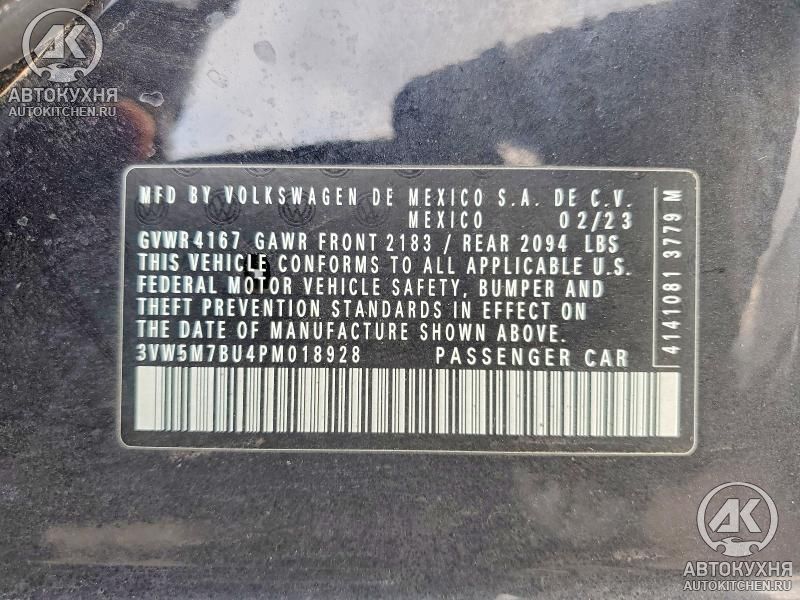 AK
АВТОКУХНЯ
AUTOKITCHEN.RU
MFD BY VOLKSWAGEN DE MEXICO S.A. DE C.V.
MEXICO 02/23
GVWR 4167 GAWR FRONT 2183 / REAR 2094 LBS
THIS VEHICLE CONFORMS TO ALL APPLICABLE U.S.
FEDERAL MOTOR VEHICLE SAFETY, BUMPER AND
THEFT PREVENTION STANDARDS IN EFFECT ON
THE DATE OF MANUFACTURE SHOWN ABOVE.
3VW5M7BU4PM018928 PASSENGER CAR
4141081 3779 M
AK
АВТОКУХНЯ
AUTOKITCHEN.RU